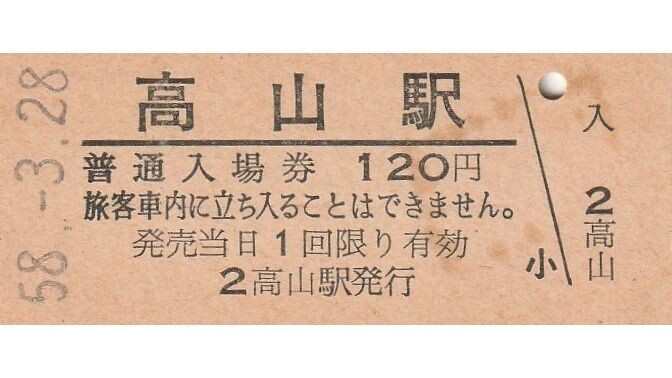 58.-3.28
高山駅
普通入場券 120円
旅客車内に立ち入ることはできません。
発売当日1回限り有効
2高山駅発行
小
入
2高山